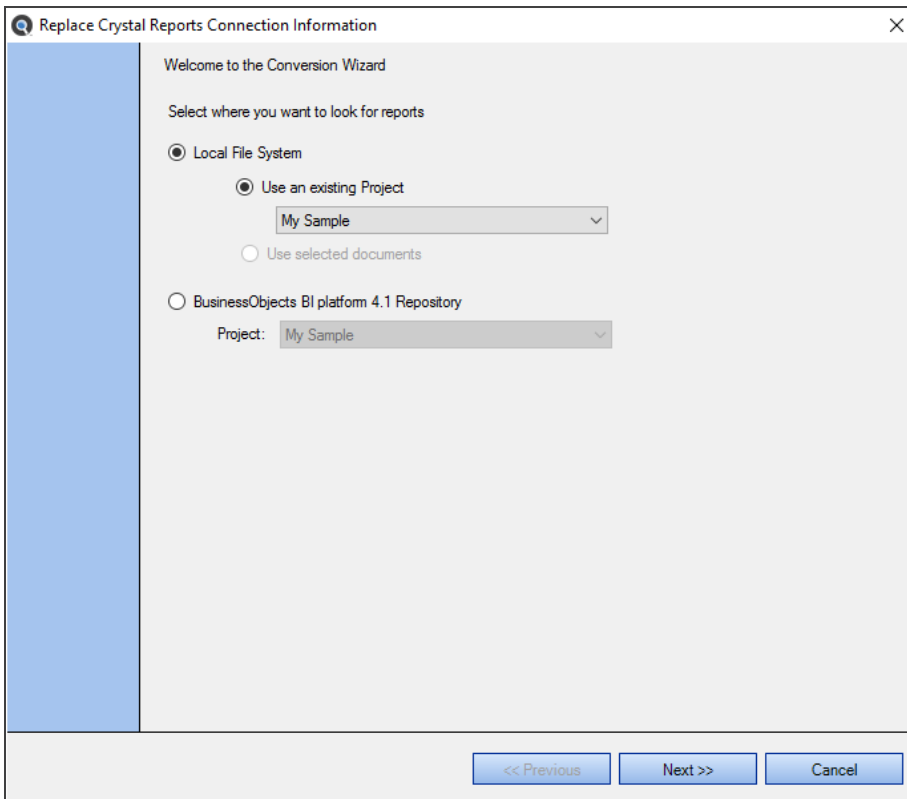 Replace Crystal Reports Connection Information
Welcome to the Conversion Wizard
Select where you want to look for reports
Local File System
Use an existing Project
My Sample
Use selected documents
BusinessObjects BI platform 4.1 Repository
Project: My Sample
<< Previous Next >> Cancel